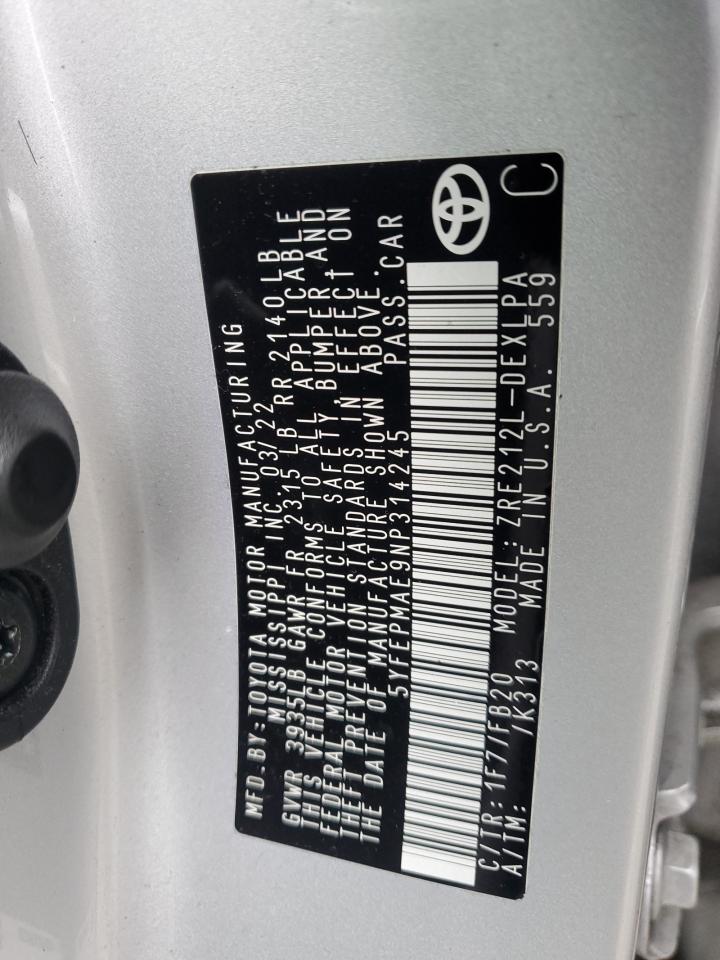 MFD.BY:TOYOTA MOTOR MANUFACTURING
MISSISSIPPI INC. 03/22
GVWR 3935LB GAWR FR 2315 LB RR 2140LB
THIS VEHICLE CONFORMS TO ALL APPLICABLE
FEDERAL MOTOR VEHICLE SAFETY, BUMPER, AND
THEFT PREVENTION STANDARDS IN EFFECT ON
THE DATE OF MANUFACTURE SHOWN ABOVE.
5YFEPMAE9NP314245 PASS.CAR
C/TR: 1F7/FB20 MODEL: ZRE212L-DEXLPA
A/TM: /K313 MADE IN U.S.A. 559
C